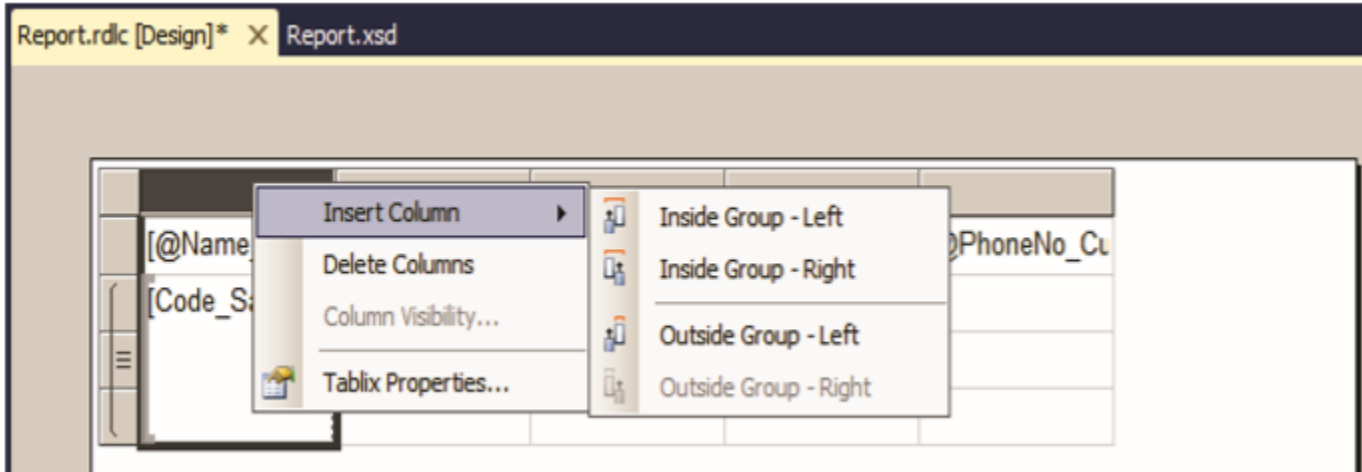 Report.rdlc [Design]* X Report.xsd
Insert Column
Inside Group - Left
[@Name_
@PhoneNo_Cu
Delete Columns
Inside Group - Right
[Code_Sa
Column Visibility...
Outside Group - Left
Tablix Properties...
Outside Group - Right